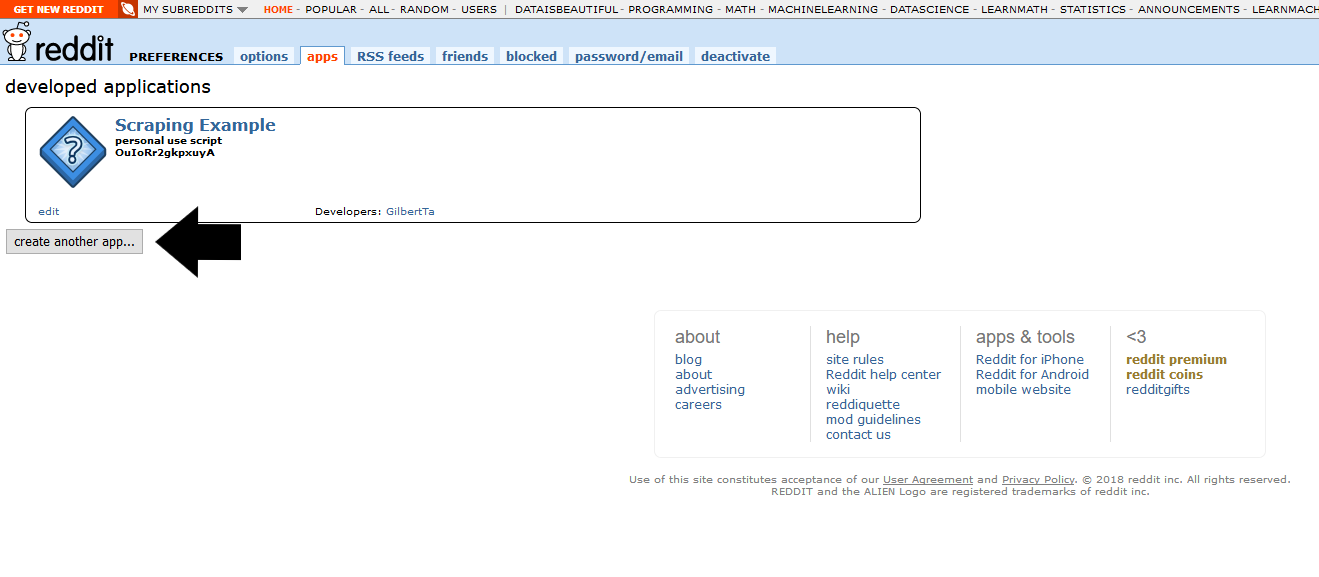 GET NEW REDDIT MY SUBREDDITS HOME - POPULAR - ALL - RANDOM - USERS | DATAISBEAUTIFUL - PROGRAMMING - MATH - MACHINELEARNING - DATASCIENCE - LEARNMATH - STATISTICS - ANNOUNCEMENTS - LEARNMACH
reddit PREFERENCES options apps RSS feeds friends blocked password/email deactivate
developed applications
?
Scraping Example
personal use script
OuIoRr2gkpxuyA
edit Developers: GilbertTa
create another app...
about
blog
about
advertising
careers
help
site rules
Reddit help center
wiki
reddiquette
mod guidelines
contact us
apps & tools
Reddit for iPhone
Reddit for Android
mobile website
<3
reddit premium
reddit coins
redditgifts
Use of this site constitutes acceptance of our User Agreement and Privacy Policy. © 2018 reddit inc. All rights reserved.
REDDIT and the ALIEN Logo are registered trademarks of reddit inc.